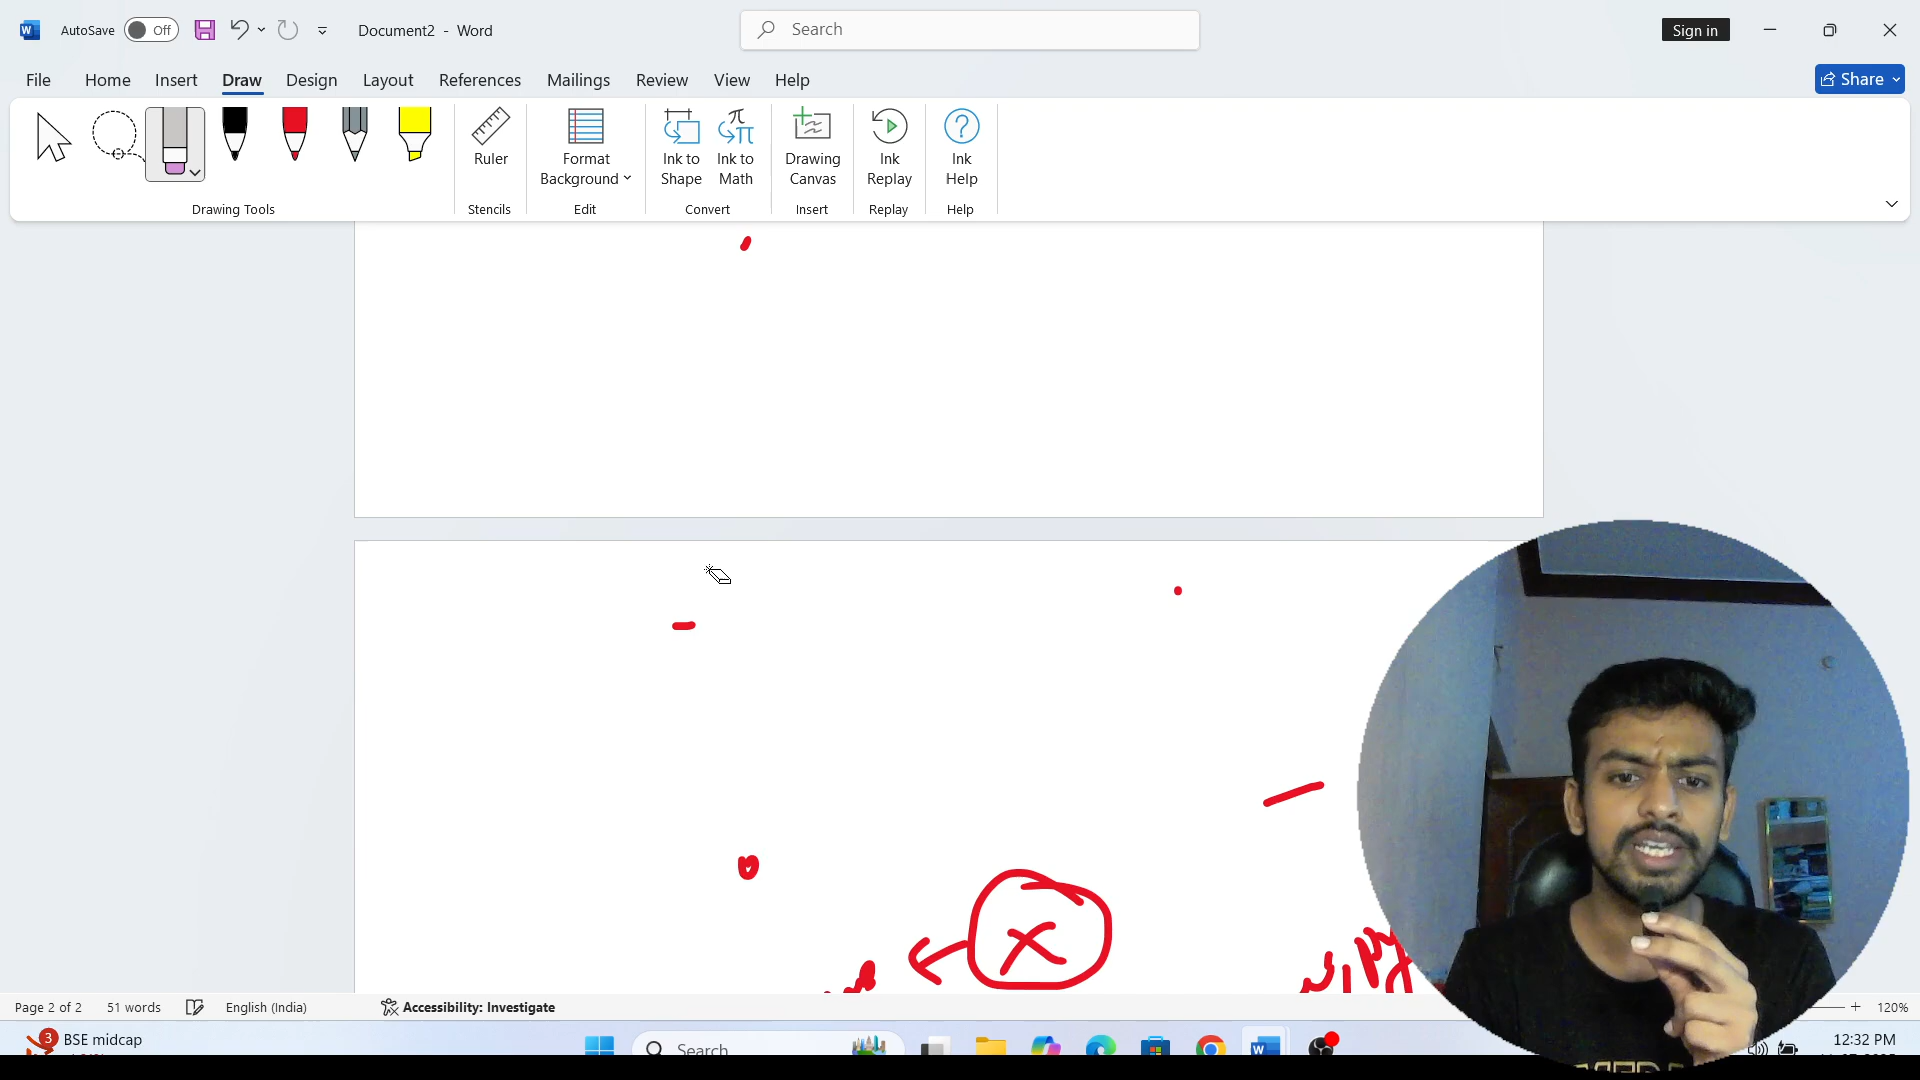 AutoSave Off Document2 - Word Search Sign in
File Home Insert Draw Design Layout References Mailings Review View Help Share
Ruler
Format Background
Ink to Shape
Ink to Math
Drawing Canvas
Ink Replay
Ink Help
Drawing Tools Stencils Edit Convert Insert Replay Help
X
Page 2 of 2 51 words English (India) Accessibility: Investigate 120%
3 BSE midcap
Search
12:32 PM